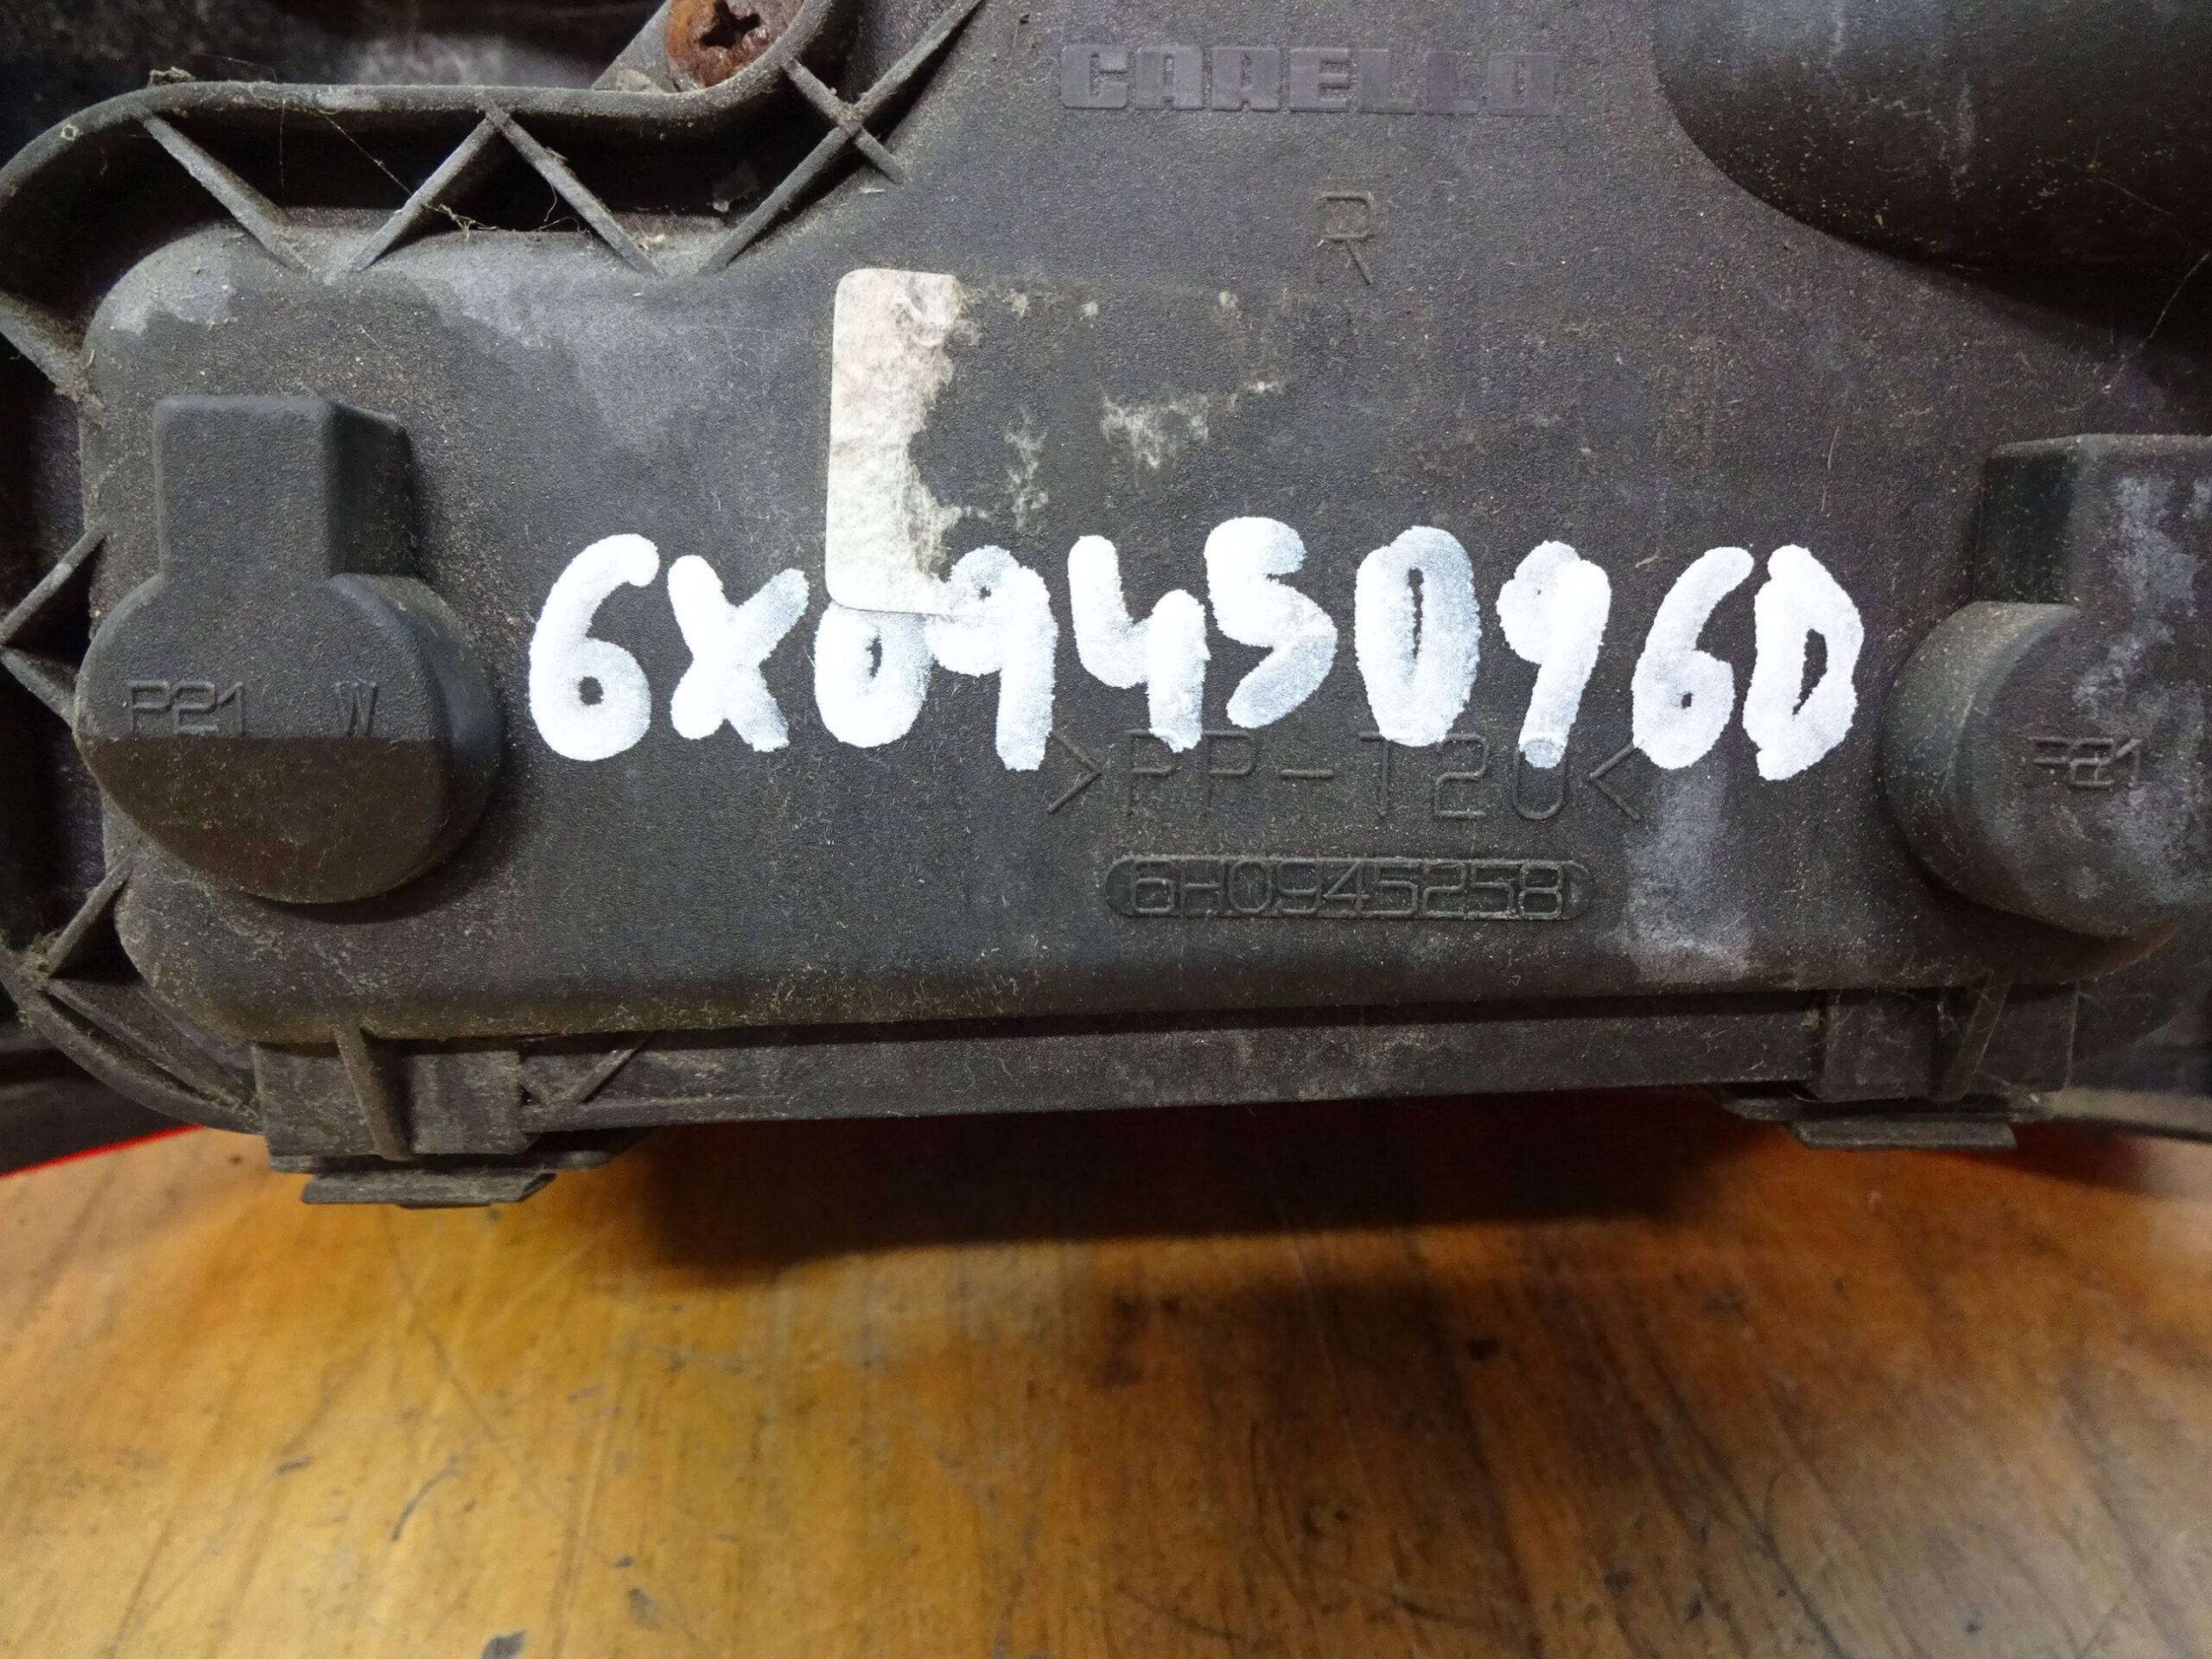 CARELLO
R
6X0945096D
P21 W
P21
>PP-T20<
6H0945258